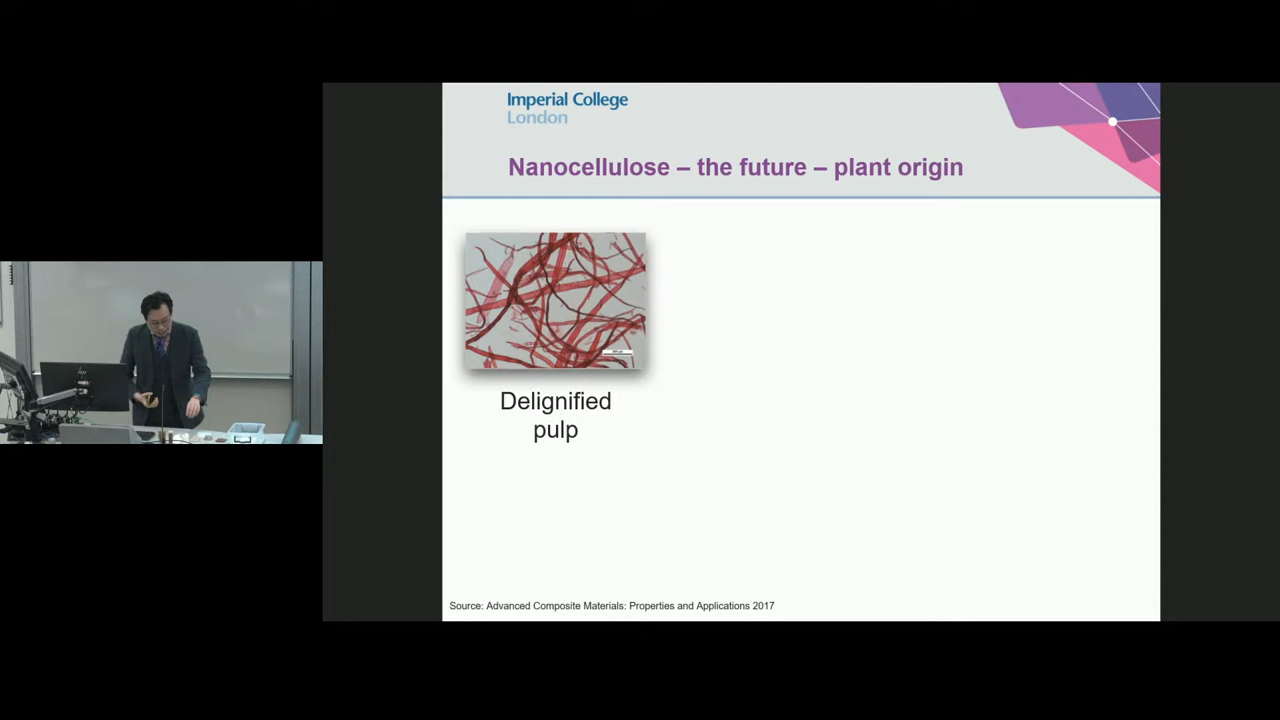 Imperial College
London
Nanocellulose – the future – plant origin
Delignified
pulp
Source: Advanced Composite Materials: Properties and Applications 2017